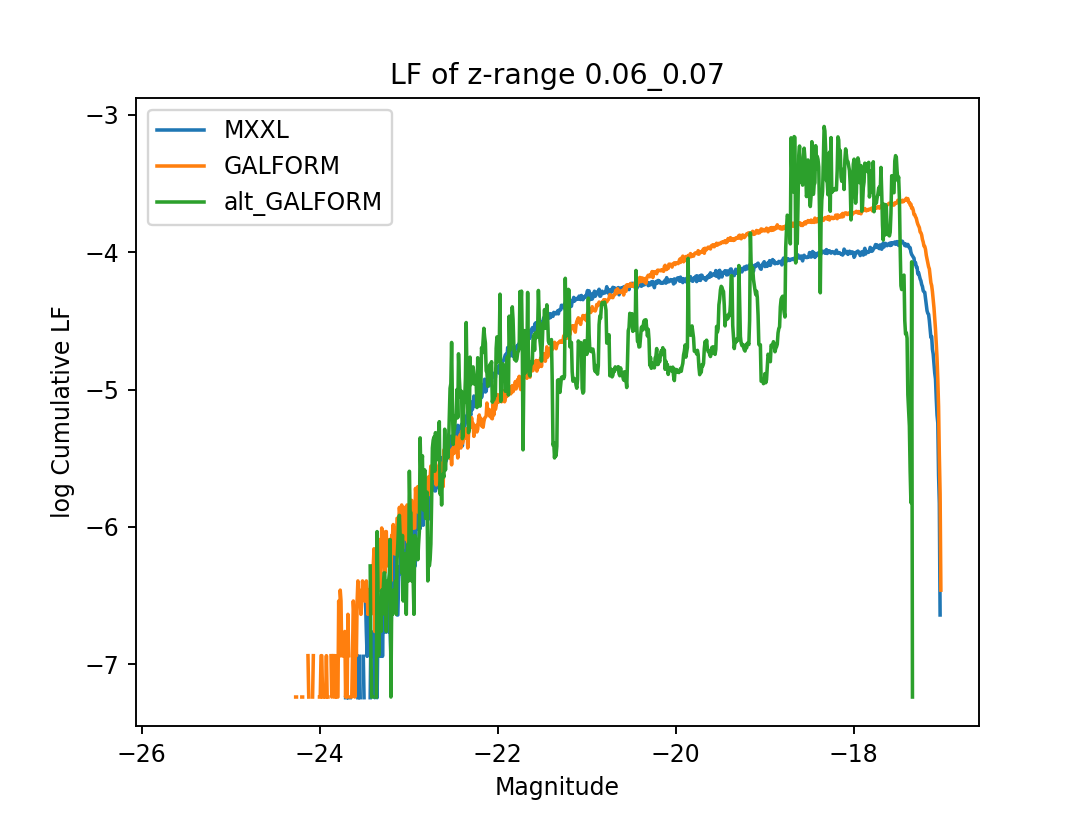 LF of z-range 0.06_0.07
MXXL
GALFORM
alt_GALFORM
−3
−4
−5
−6
−7
log Cumulative LF
−26
−24
−22
−20
−18
Magnitude